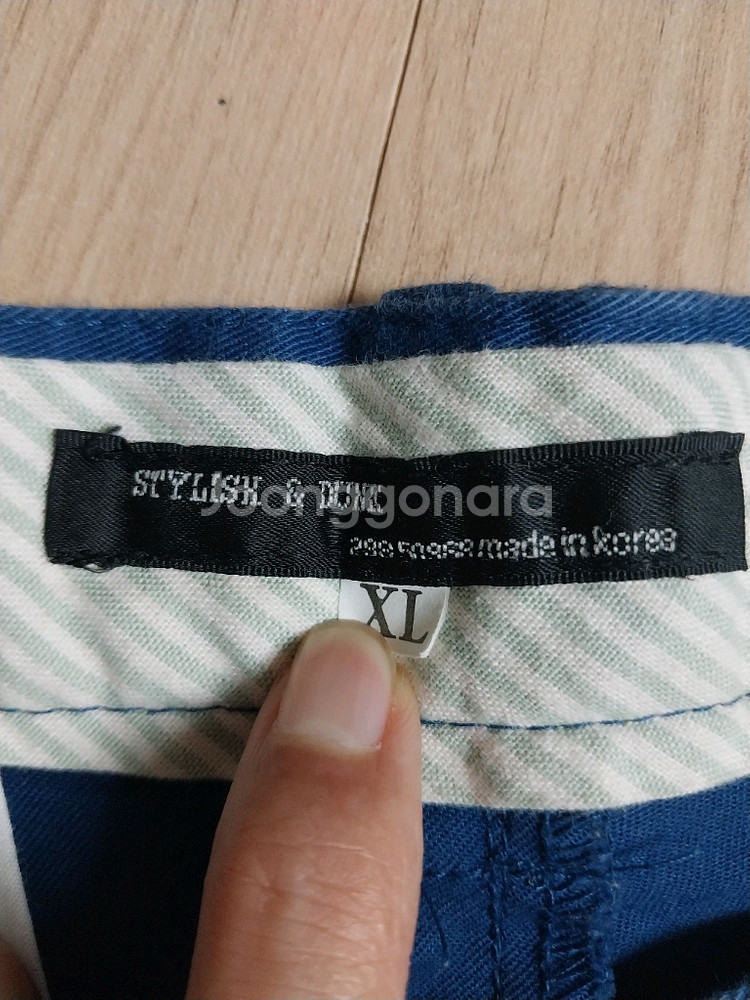 STYLISH &
Joonggonara
made in korea
XL